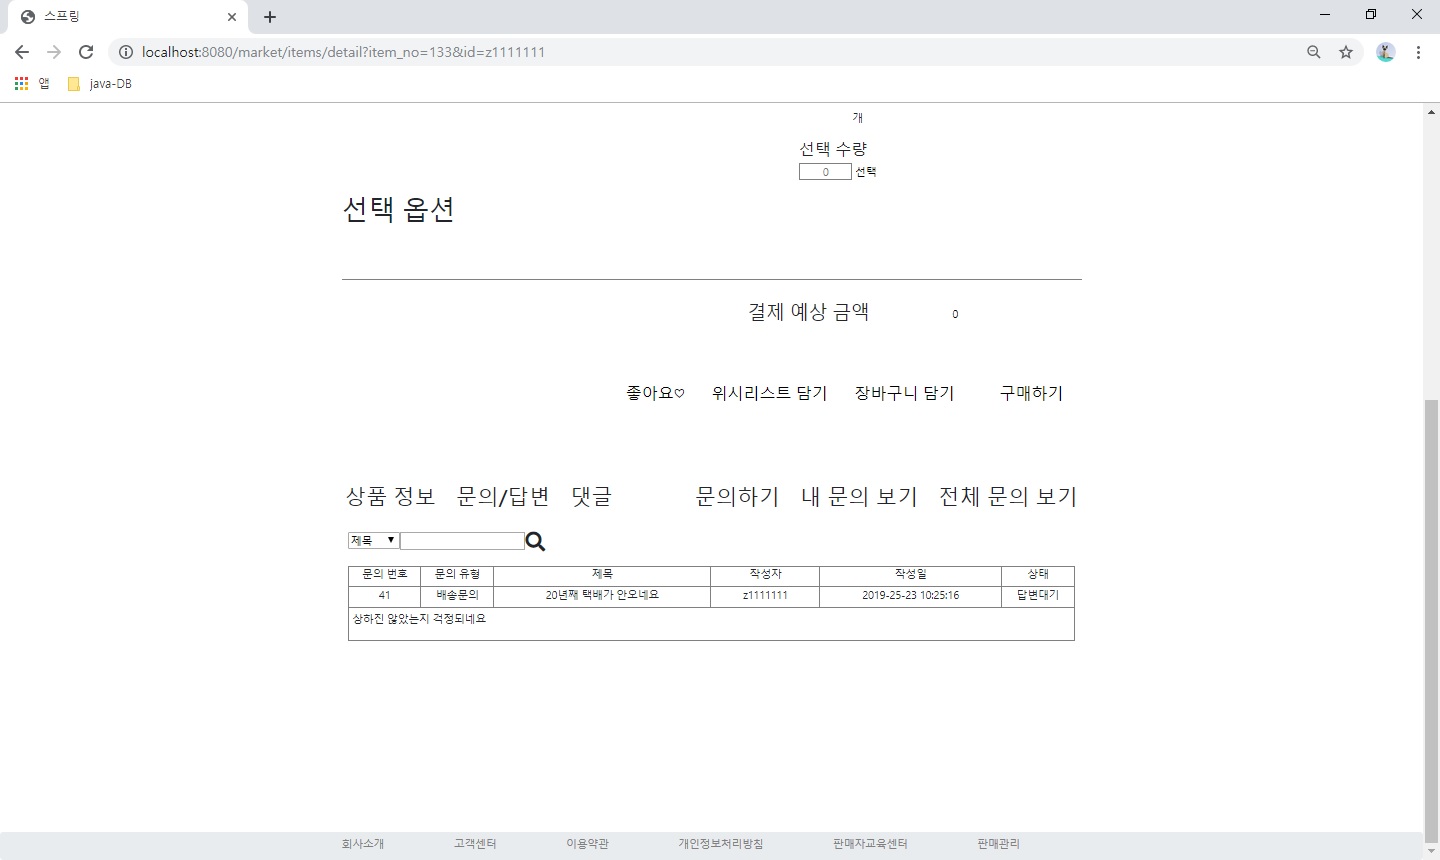 스프링
localhost:8080/market/items/detail?item_no=133&id=z1111111
앱 java-DB
개
선택 수량
0 선택
선택 옵션
결제 예상 금액 0
좋아요♡ 위시리스트 담기 장바구니 담기 구매하기
상품 정보 문의/답변 댓글 문의하기 내 문의 보기 전체 문의 보기
제목
문의 번호 문의 유형 제목 작성자 작성일 상태
41 배송문의 20년째 택배가 안오네요 z1111111 2019-25-23 10:25:16 답변대기
상하진 않았는지 걱정되네요
회사소개 고객센터 이용약관 개인정보처리방침 판매자교육센터 판매관리